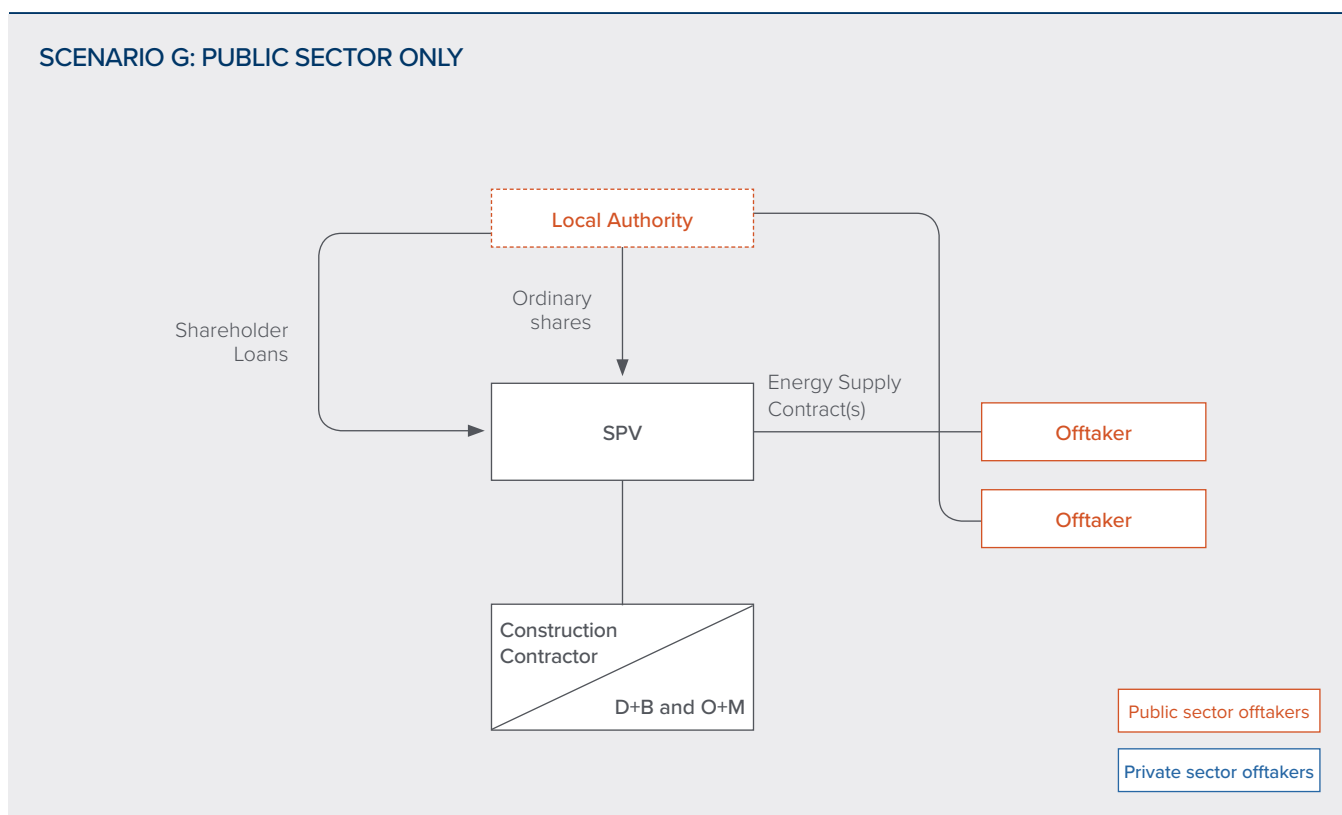 SCENARIO G: PUBLIC SECTOR ONLY
Local Authority
Ordinary
shares
Shareholder
Loans
Energy Supply
Contract(s)
SPV
Offtaker
Offtaker
Construction
Contractor
D+B and O+M
Public sector offtakers
Private sector offtakers